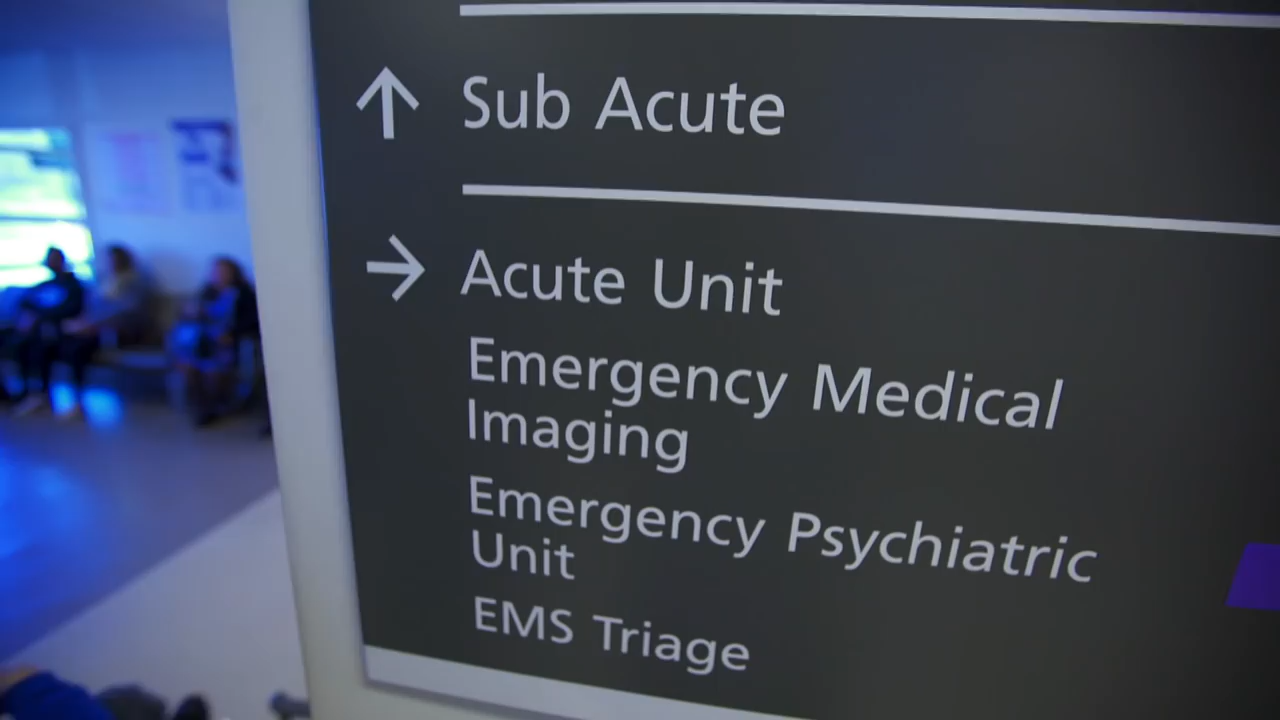 Sub Acute
Acute Unit
Emergency Medical
Imaging
Emergency Psychiatric
Unit
EMS Triage